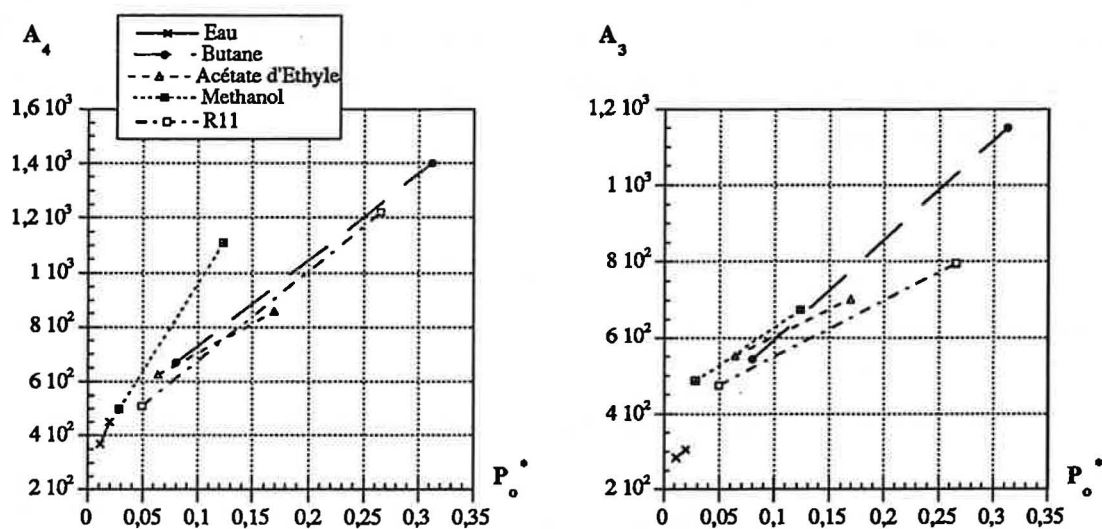 A4
Eau
Butane
Acétate d'Ethyle
Methanol
R11
1,6 10³
1,4 10³
1,2 10³
1 10³
8 10²
6 10²
4 10²
2 10²
0 0,05 0,1 0,15 0,2 0,25 0,3 0,35
Po*
A3
1,2 10³
1 10³
8 10²
6 10²
4 10²
2 10²
0 0,05 0,1 0,15 0,2 0,25 0,3 0,35
Po*